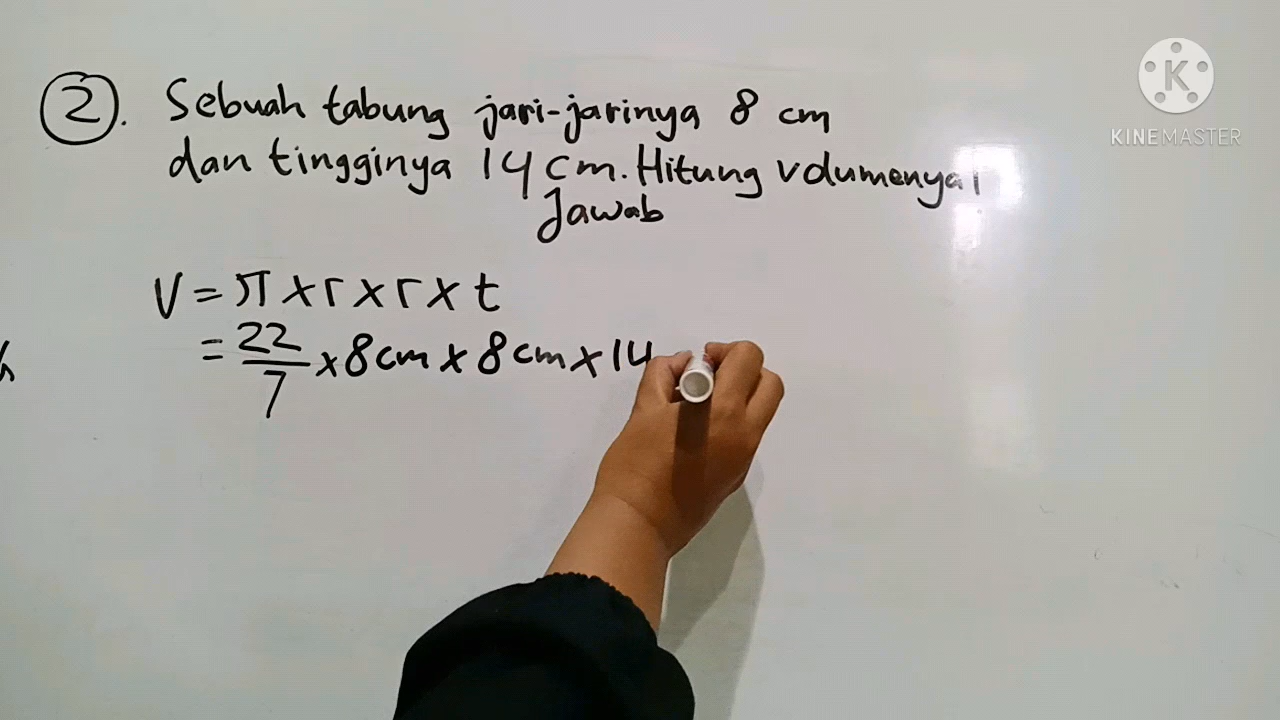 2. Sebuah tabung jari-jarinya 8 cm
dan tingginya 14 cm. Hitung volumenya!
Jawab
V = π x r x r x t
= 22/7 x 8 cm x 8 cm x 14
KINEMASTER